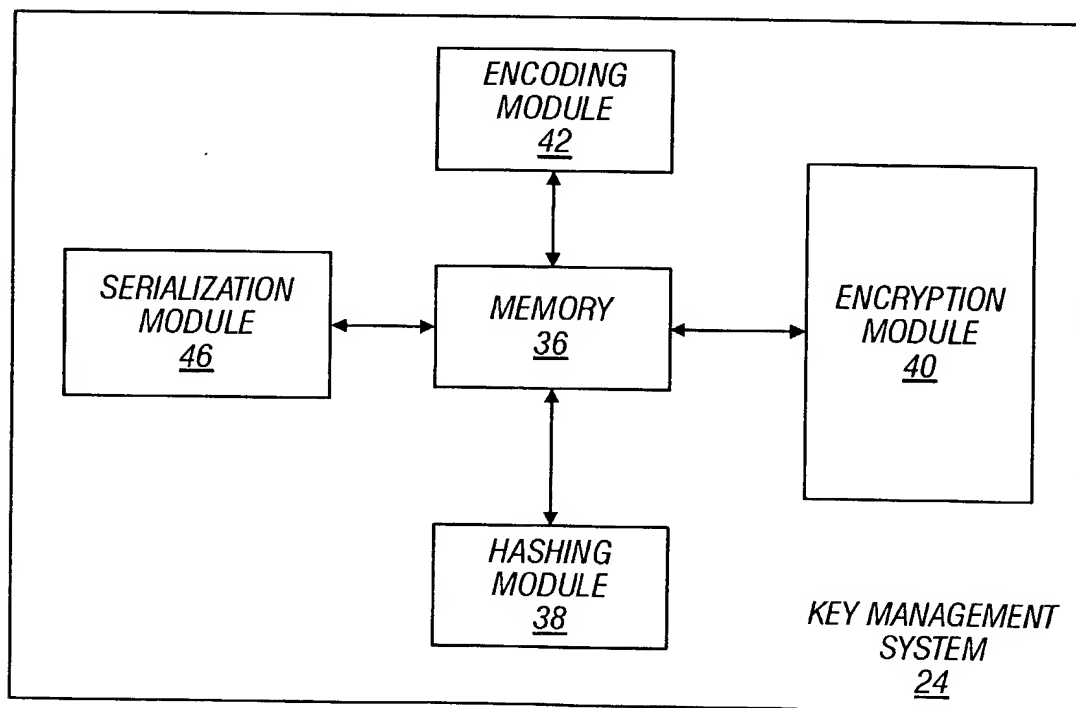 ENCODING
MODULE
42
SERIALIZATION
MODULE
46
MEMORY
36
ENCRYPTION
MODULE
40
HASHING
MODULE
38
KEY MANAGEMENT
SYSTEM
24